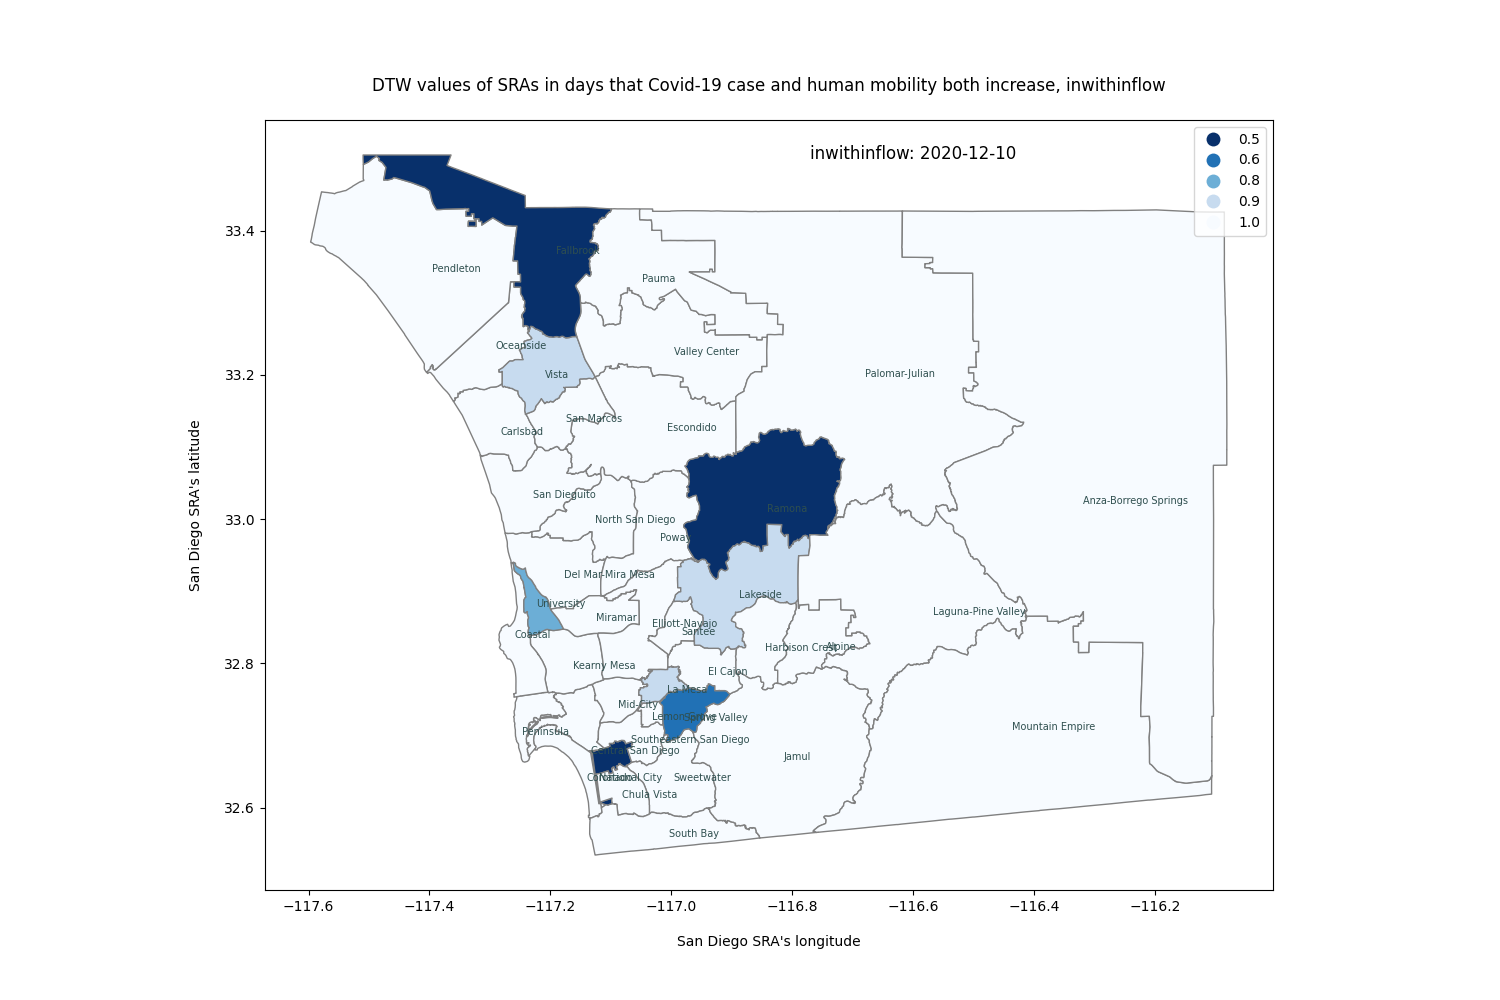 DTW values of SRAs in days that Covid-19 case and human mobility both increase, inwithinflow
inwithinflow: 2020-12-10
0.5
0.6
0.8
0.9
1.0
33.4
33.2
33.0
32.8
32.6
San Diego SRA's latitude
Fallbrook
Pendleton
Pauma
Oceanside
Valley Center
Vista
Palomar-Julian
San Marcos
Carlsbad
Escondido
San Dieguito
Anza-Borrego Springs
Ramona
North San Diego
Poway
Del Mar-Mira Mesa
Lakeside
University
Laguna-Pine Valley
Miramar
Elliott-Navajo
Santee
Coastal
Harbison Crest
Alpine
Kearny Mesa
El Cajon
La Mesa
Mid-City
Lemon Grove
Spring Valley
Mountain Empire
Peninsula
Southeastern San Diego
Central San Diego
Jamul
Coronado
National City
Sweetwater
Chula Vista
South Bay
−117.6
−117.4
−117.2
−117.0
−116.8
−116.6
−116.4
−116.2
San Diego SRA's longitude